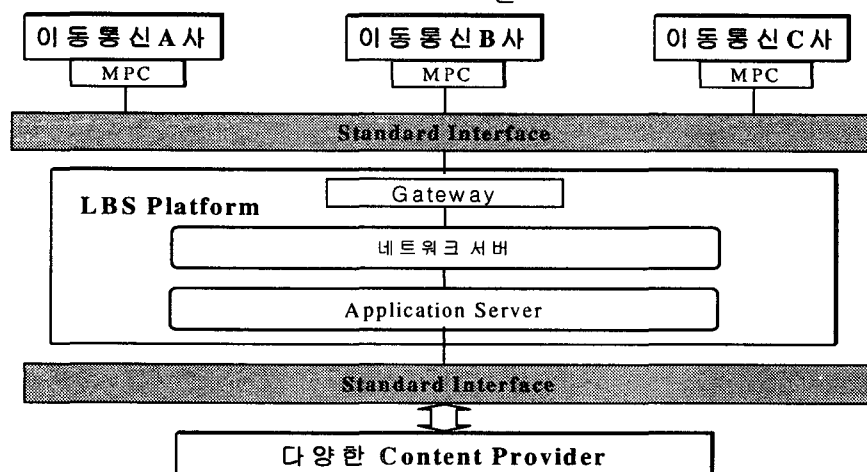 이동통신A사 이동통신B사 이동통신C사
MPC MPC MPC
Standard Interface
LBS Platform
Gateway
네트워크 서버
Application Server
Standard Interface
다양한 Content Provider